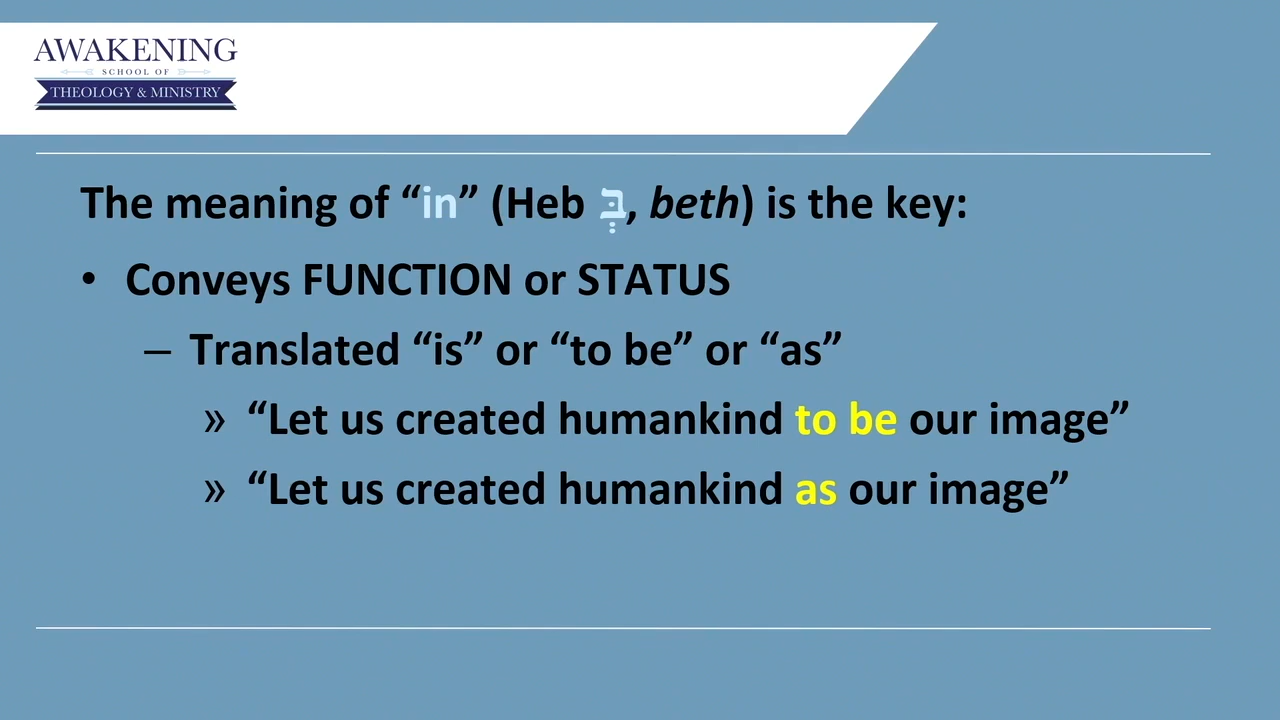 AWAKENING
SCHOOL OF
THEOLOGY & MINISTRY
The meaning of “in” (Heb בְּ, beth) is the key:
• Conveys FUNCTION or STATUS
– Translated “is” or “to be” or “as”
» “Let us created humankind to be our image”
» “Let us created humankind as our image”